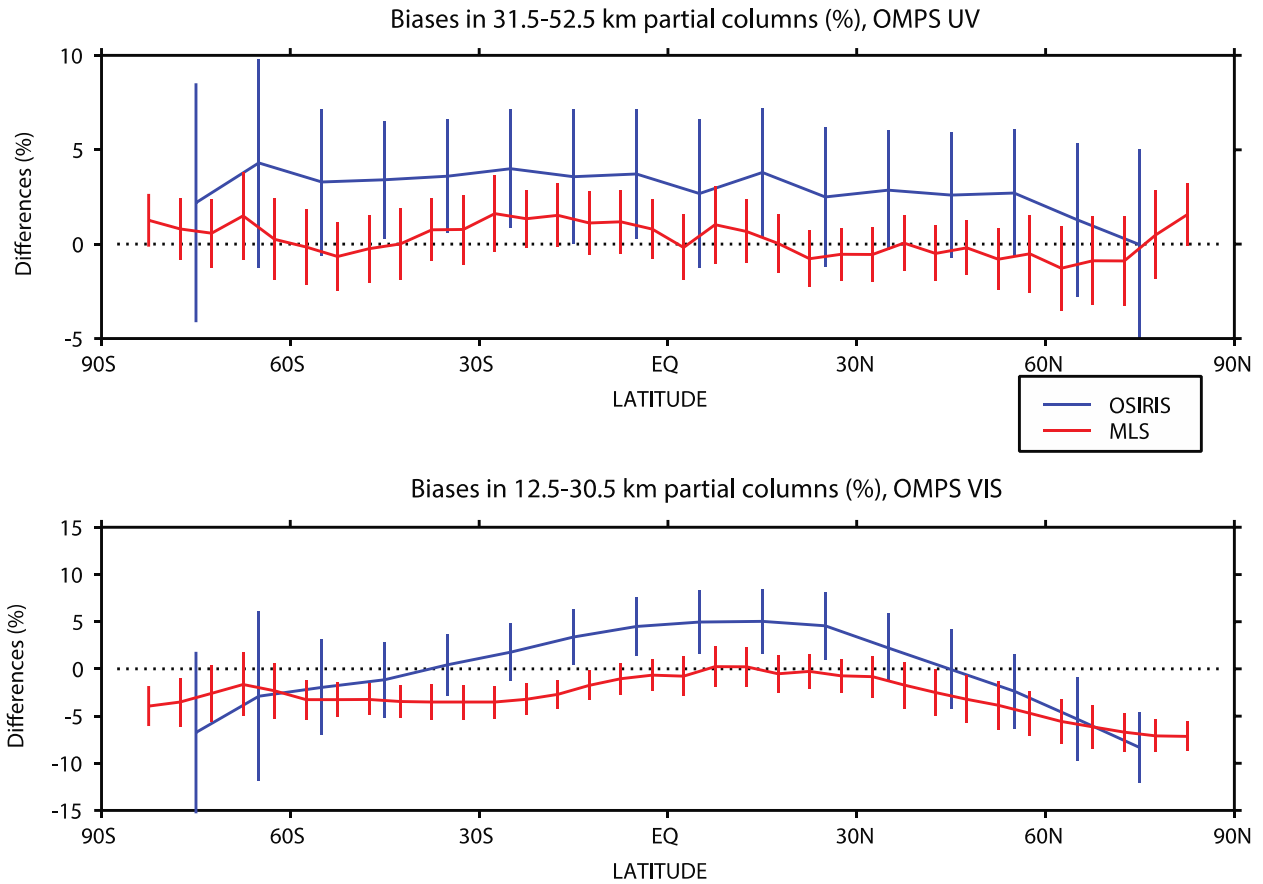 Biases in 31.5-52.5 km partial columns (%), OMPS UV
10
5
0
-5
Differences (%)
90S 60S 30S EQ 30N 60N 90N
LATITUDE
OSIRIS
MLS
Biases in 12.5-30.5 km partial columns (%), OMPS VIS
15
10
5
0
-5
-10
-15
Differences (%)
90S 60S 30S EQ 30N 60N 90N
LATITUDE